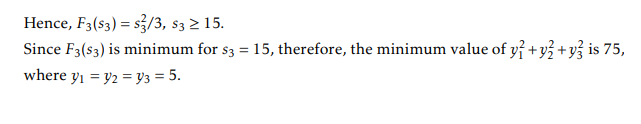 Hence, F₃(s₃) = s₃²/3, s₃ ≥ 15.
Since F₃(s₃) is minimum for s₃ = 15, therefore, the minimum value of y₁² + y₂² + y₃² is 75,
where y₁ = y₂ = y₃ = 5.